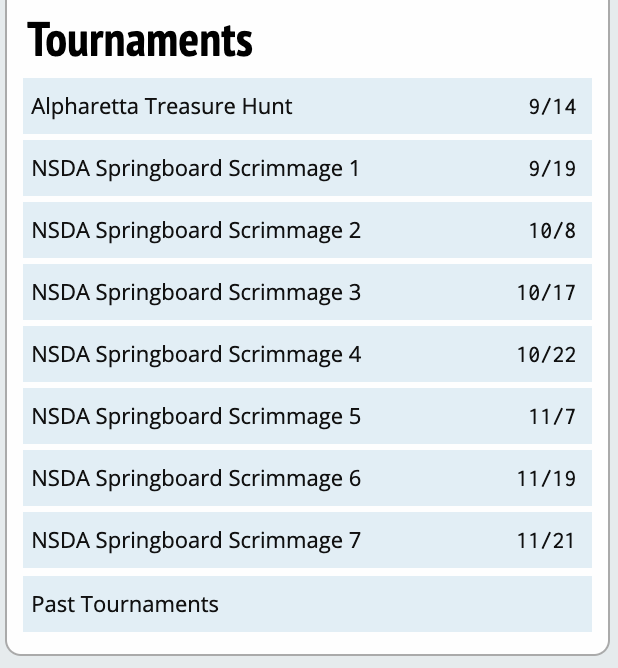 Tournaments
Alpharetta Treasure Hunt 9/14
NSDA Springboard Scrimmage 1 9/19
NSDA Springboard Scrimmage 2 10/8
NSDA Springboard Scrimmage 3 10/17
NSDA Springboard Scrimmage 4 10/22
NSDA Springboard Scrimmage 5 11/7
NSDA Springboard Scrimmage 6 11/19
NSDA Springboard Scrimmage 7 11/21
Past Tournaments